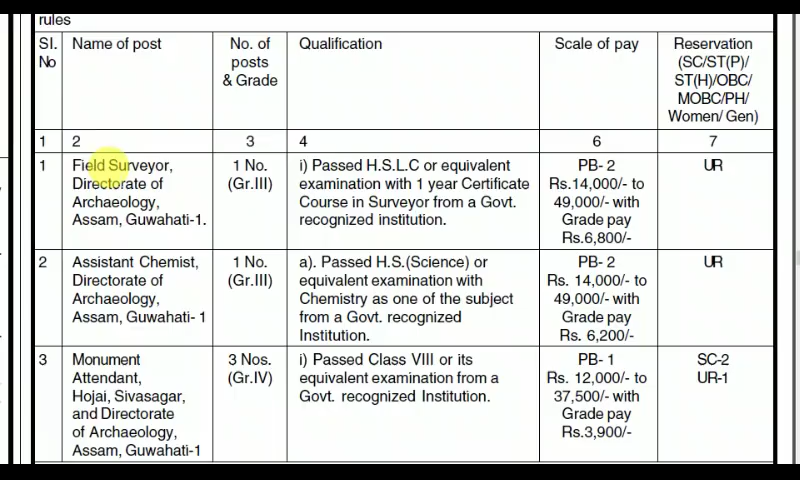 rules
Sl. No
Name of post
No. of posts & Grade
Qualification
Scale of pay
Reservation (SC/ST(P)/ ST(H)/OBC/ MOBC/PH/ Women/ Gen)
1
2
3
4
6
7
1
Field Surveyor,
Directorate of
Archaeology,
Assam, Guwahati-1.
1 No.
(Gr.III)
i) Passed H.S.L.C or equivalent
examination with 1 year Certificate
Course in Surveyor from a Govt.
recognized institution.
PB- 2
Rs.14,000/- to
49,000/- with
Grade pay
Rs.6,800/-
UR
2
Assistant Chemist,
Directorate of
Archaeology,
Assam, Guwahati- 1
1 No.
(Gr.III)
a). Passed H.S.(Science) or
equivalent examination with
Chemistry as one of the subject
from a Govt. recognized
Institution.
PB- 2
Rs. 14,000/- to
49,000/- with
Grade pay
Rs. 6,200/-
UR
3
Monument
Attendant,
Hojai, Sivasagar,
and Directorate
of Archaeology,
Assam, Guwahati-1
3 Nos.
(Gr.IV)
i) Passed Class VIII or its
equivalent examination from a
Govt. recognized Institution.
PB- 1
Rs. 12,000/- to
37,500/- with
Grade pay
Rs.3,900/-
SC-2
UR-1